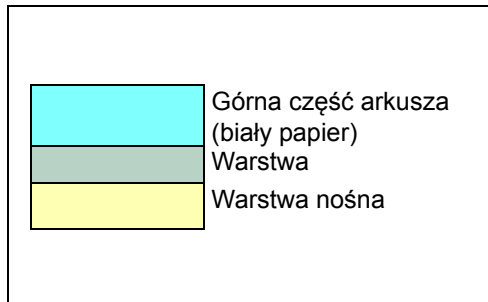 Górna część arkusza
(biały papier)
Warstwa
Warstwa nośna